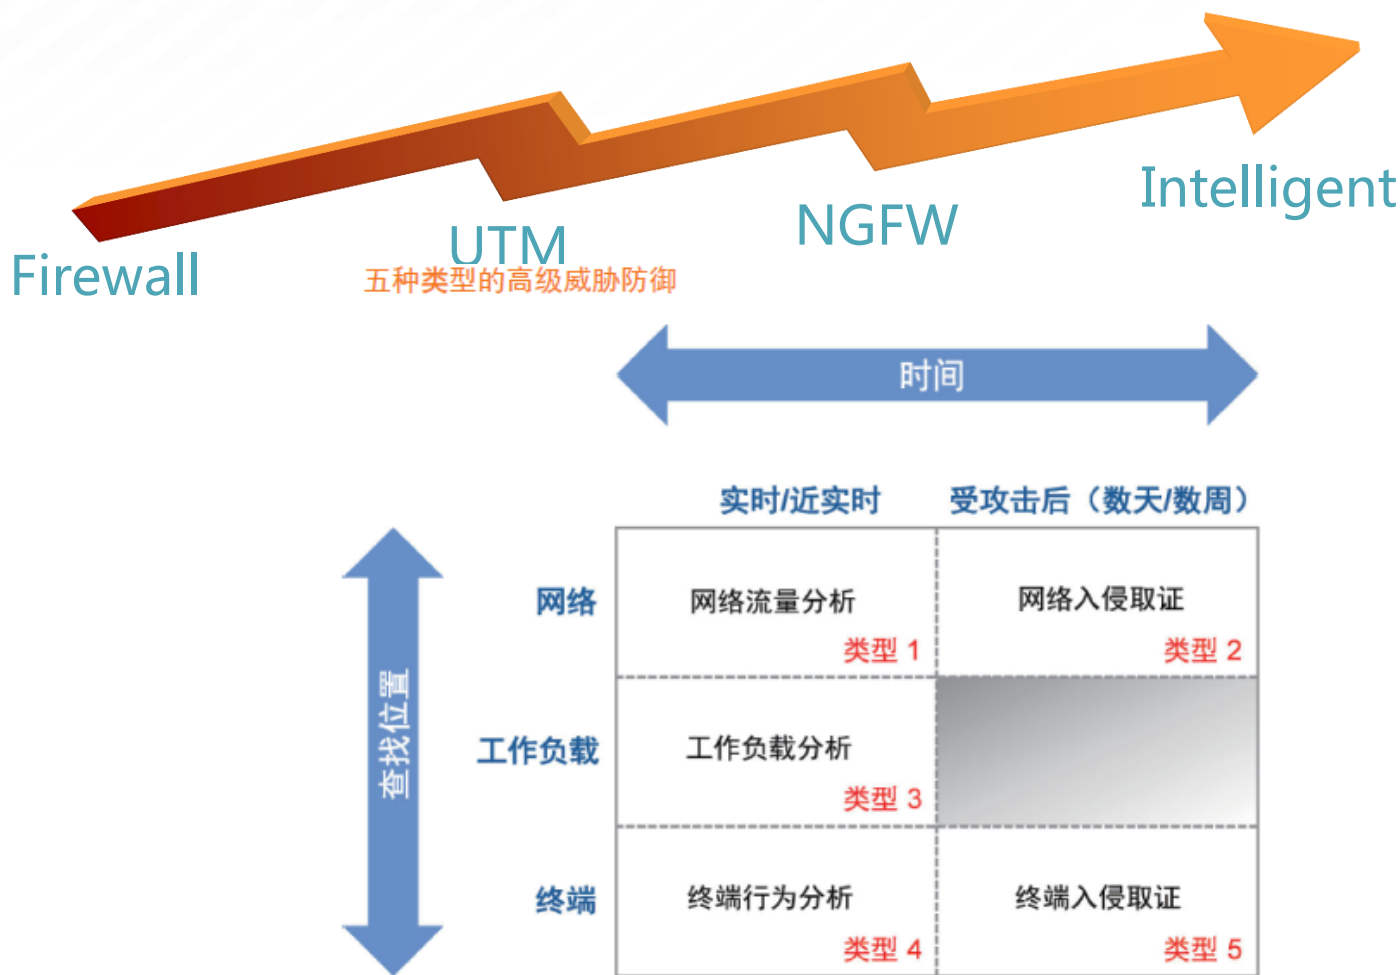 Intelligent
NGFW
UTM
Firewall
五种类型的高级威胁防御
时间
实时/近实时
受攻击后（数天/数周）
查找位置
网络
网络流量分析
类型 1
网络入侵取证
类型 2
工作负载
工作负载分析
类型 3
终端
终端行为分析
类型 4
终端入侵取证
类型 5